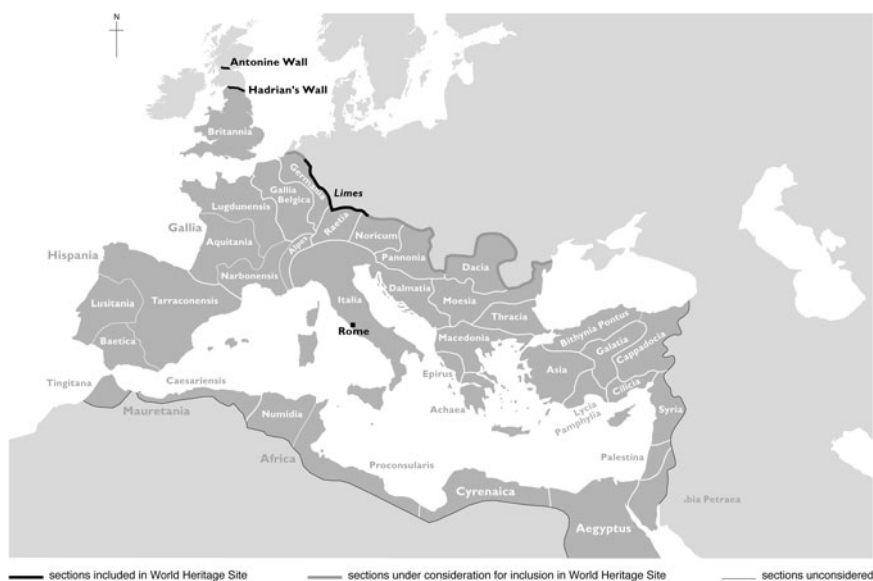 N
Antonine Wall
Hadrian's Wall
Britannia
Germania
Limes
Gallia
Belgica
Lugdunensis
Raetia
Noricum
Gallia
Aquitania
Alpes
Pannonia
Hispania
Narbonensis
Dacia
Dalmatia
Lusitania
Tarraconensis
Italia
Moesia
Thracia
Rome
Baetica
Macedonia
Bithynia Pontus
Galatia
Cappadocia
Epirus
Asia
Tingitana
Caesariensis
Cilicia
Mauretania
Numidia
Achaea
Lycia
Pamphylia
Syria
Africa
Proconsularis
Palestina
Cyrenaica
bia Petraea
Aegyptus
sections included in World Heritage Site
sections under consideration for inclusion in World Heritage Site
sections unconsidered